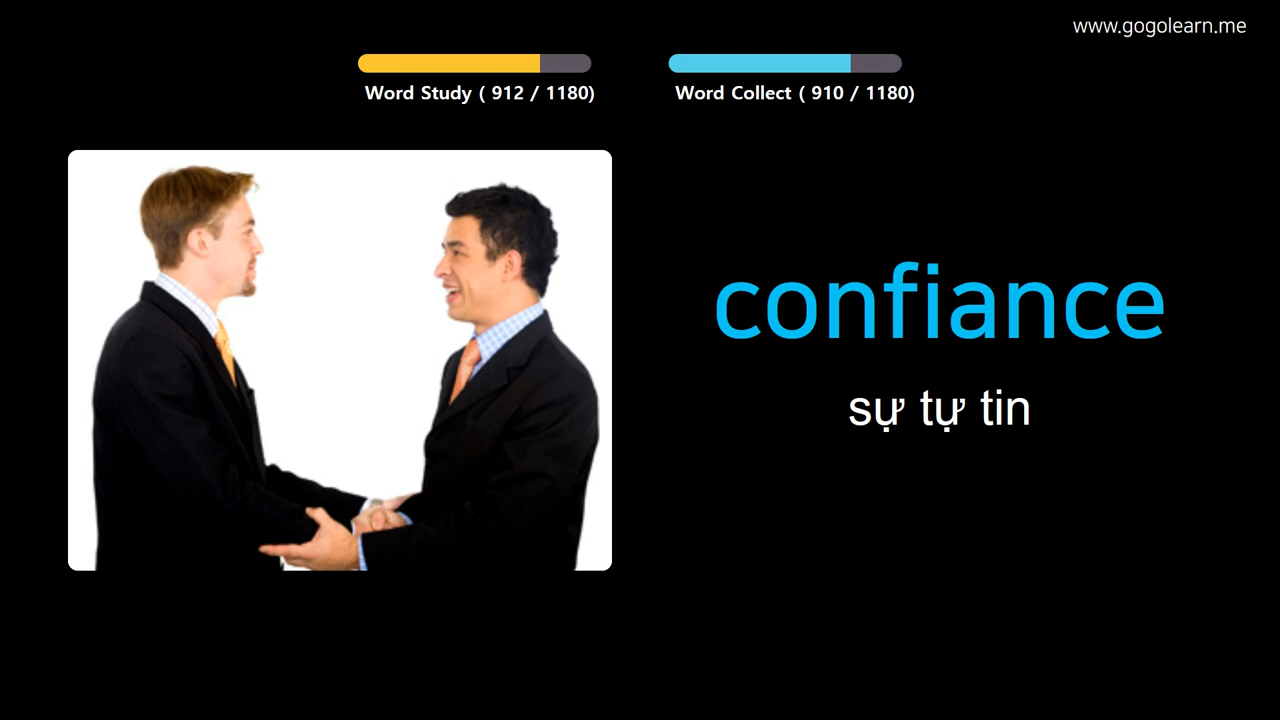 www.gogolearn.me
Word Study ( 912 / 1180)
Word Collect ( 910 / 1180)
confiance
sự tự tin